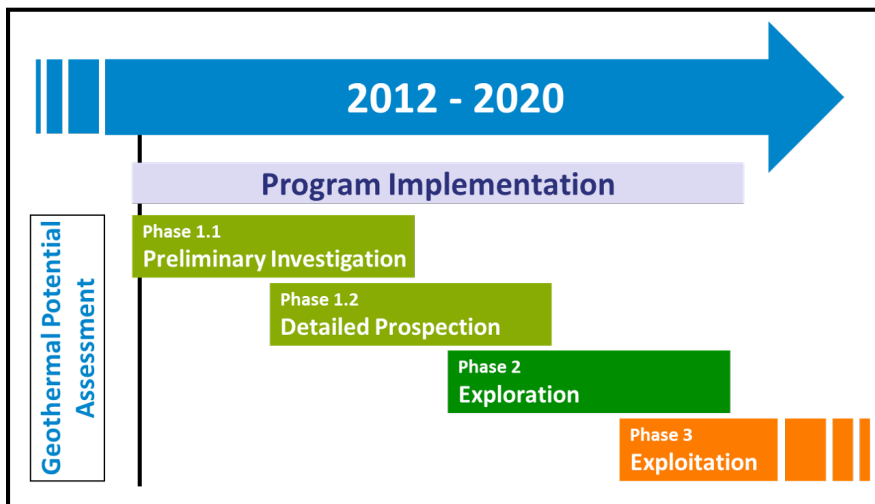 2012 - 2020
Program Implementation
Geothermal Potential
Assessment
Phase 1.1
Preliminary Investigation
Phase 1.2
Detailed Prospection
Phase 2
Exploration
Phase 3
Exploitation